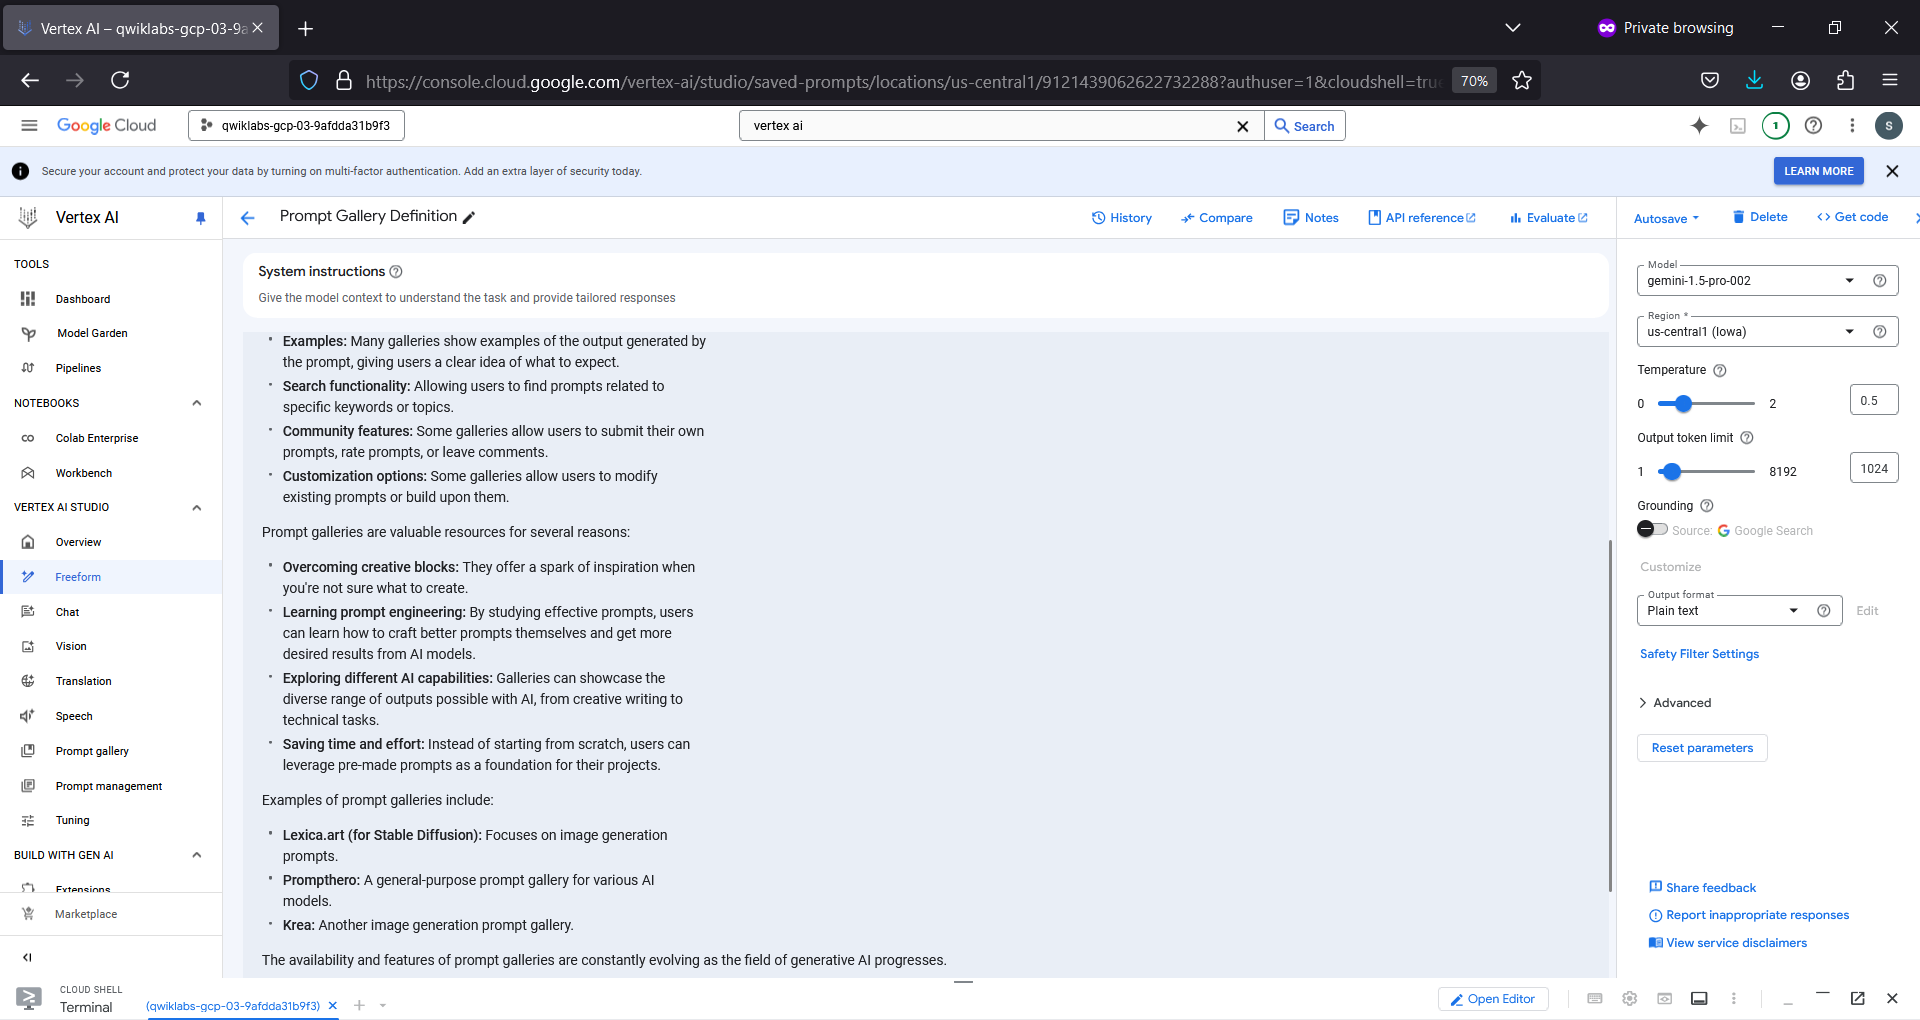 Vertex AI – qwiklabs-gcp-03-9a
Private browsing
https://console.cloud.google.com/vertex-ai/studio/saved-prompts/locations/us-central1/9121439062622732288?authuser=1&cloudshell=true
70%
Google Cloud
qwiklabs-gcp-03-9afdda31b9f3
vertex ai
Search
1
S
Secure your account and protect your data by turning on multi-factor authentication. Add an extra layer of security today.
LEARN MORE
Vertex AI
Prompt Gallery Definition
History
Compare
Notes
API reference
Evaluate
Autosave
Delete
Get code
TOOLS
Dashboard
Model Garden
Pipelines
NOTEBOOKS
Colab Enterprise
Workbench
VERTEX AI STUDIO
Overview
Freeform
Chat
Vision
Translation
Speech
Prompt gallery
Prompt management
Tuning
BUILD WITH GEN AI
Extensions
Marketplace
System instructions
Give the model context to understand the task and provide tailored responses
Examples: Many galleries show examples of the output generated by
the prompt, giving users a clear idea of what to expect.
Search functionality: Allowing users to find prompts related to
specific keywords or topics.
Community features: Some galleries allow users to submit their own
prompts, rate prompts, or leave comments.
Customization options: Some galleries allow users to modify
existing prompts or build upon them.
Prompt galleries are valuable resources for several reasons:
Overcoming creative blocks: They offer a spark of inspiration when
you're not sure what to create.
Learning prompt engineering: By studying effective prompts, users
can learn how to craft better prompts themselves and get more
desired results from AI models.
Exploring different AI capabilities: Galleries can showcase the
diverse range of outputs possible with AI, from creative writing to
technical tasks.
Saving time and effort: Instead of starting from scratch, users can
leverage pre-made prompts as a foundation for their projects.
Examples of prompt galleries include:
Lexica.art (for Stable Diffusion): Focuses on image generation
prompts.
Prompthero: A general-purpose prompt gallery for various AI
models.
Krea: Another image generation prompt gallery.
The availability and features of prompt galleries are constantly evolving as the field of generative AI progresses.
Model
gemini-1.5-pro-002
Region *
us-central1 (Iowa)
Temperature
0
2
0.5
Output token limit
1
8192
1024
Grounding
Source: Google Search
Customize
Output format
Plain text
Edit
Safety Filter Settings
Advanced
Reset parameters
Share feedback
Report inappropriate responses
View service disclaimers
CLOUD SHELL
Terminal
(qwiklabs-gcp-03-9afdda31b9f3)
Open Editor